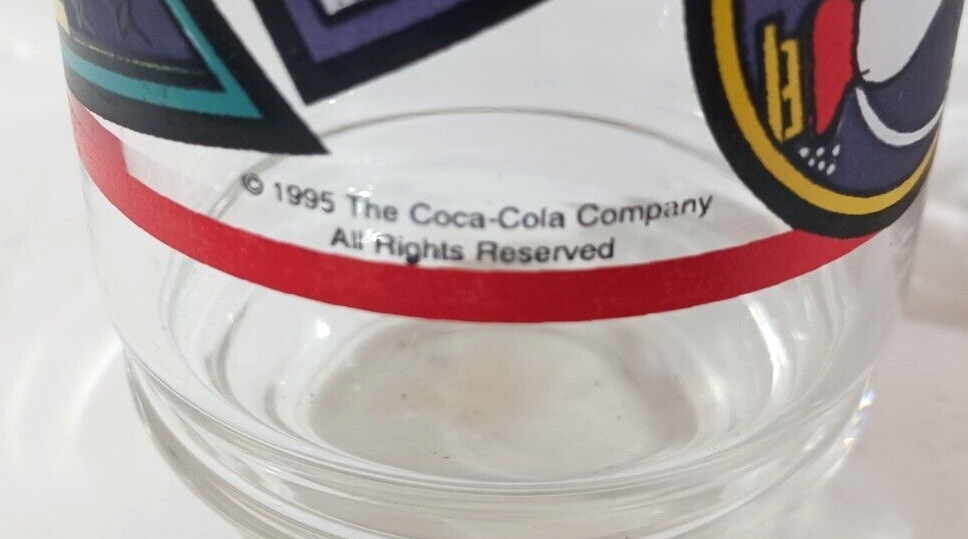 © 1995 The Coca-Cola Company
All Rights Reserved